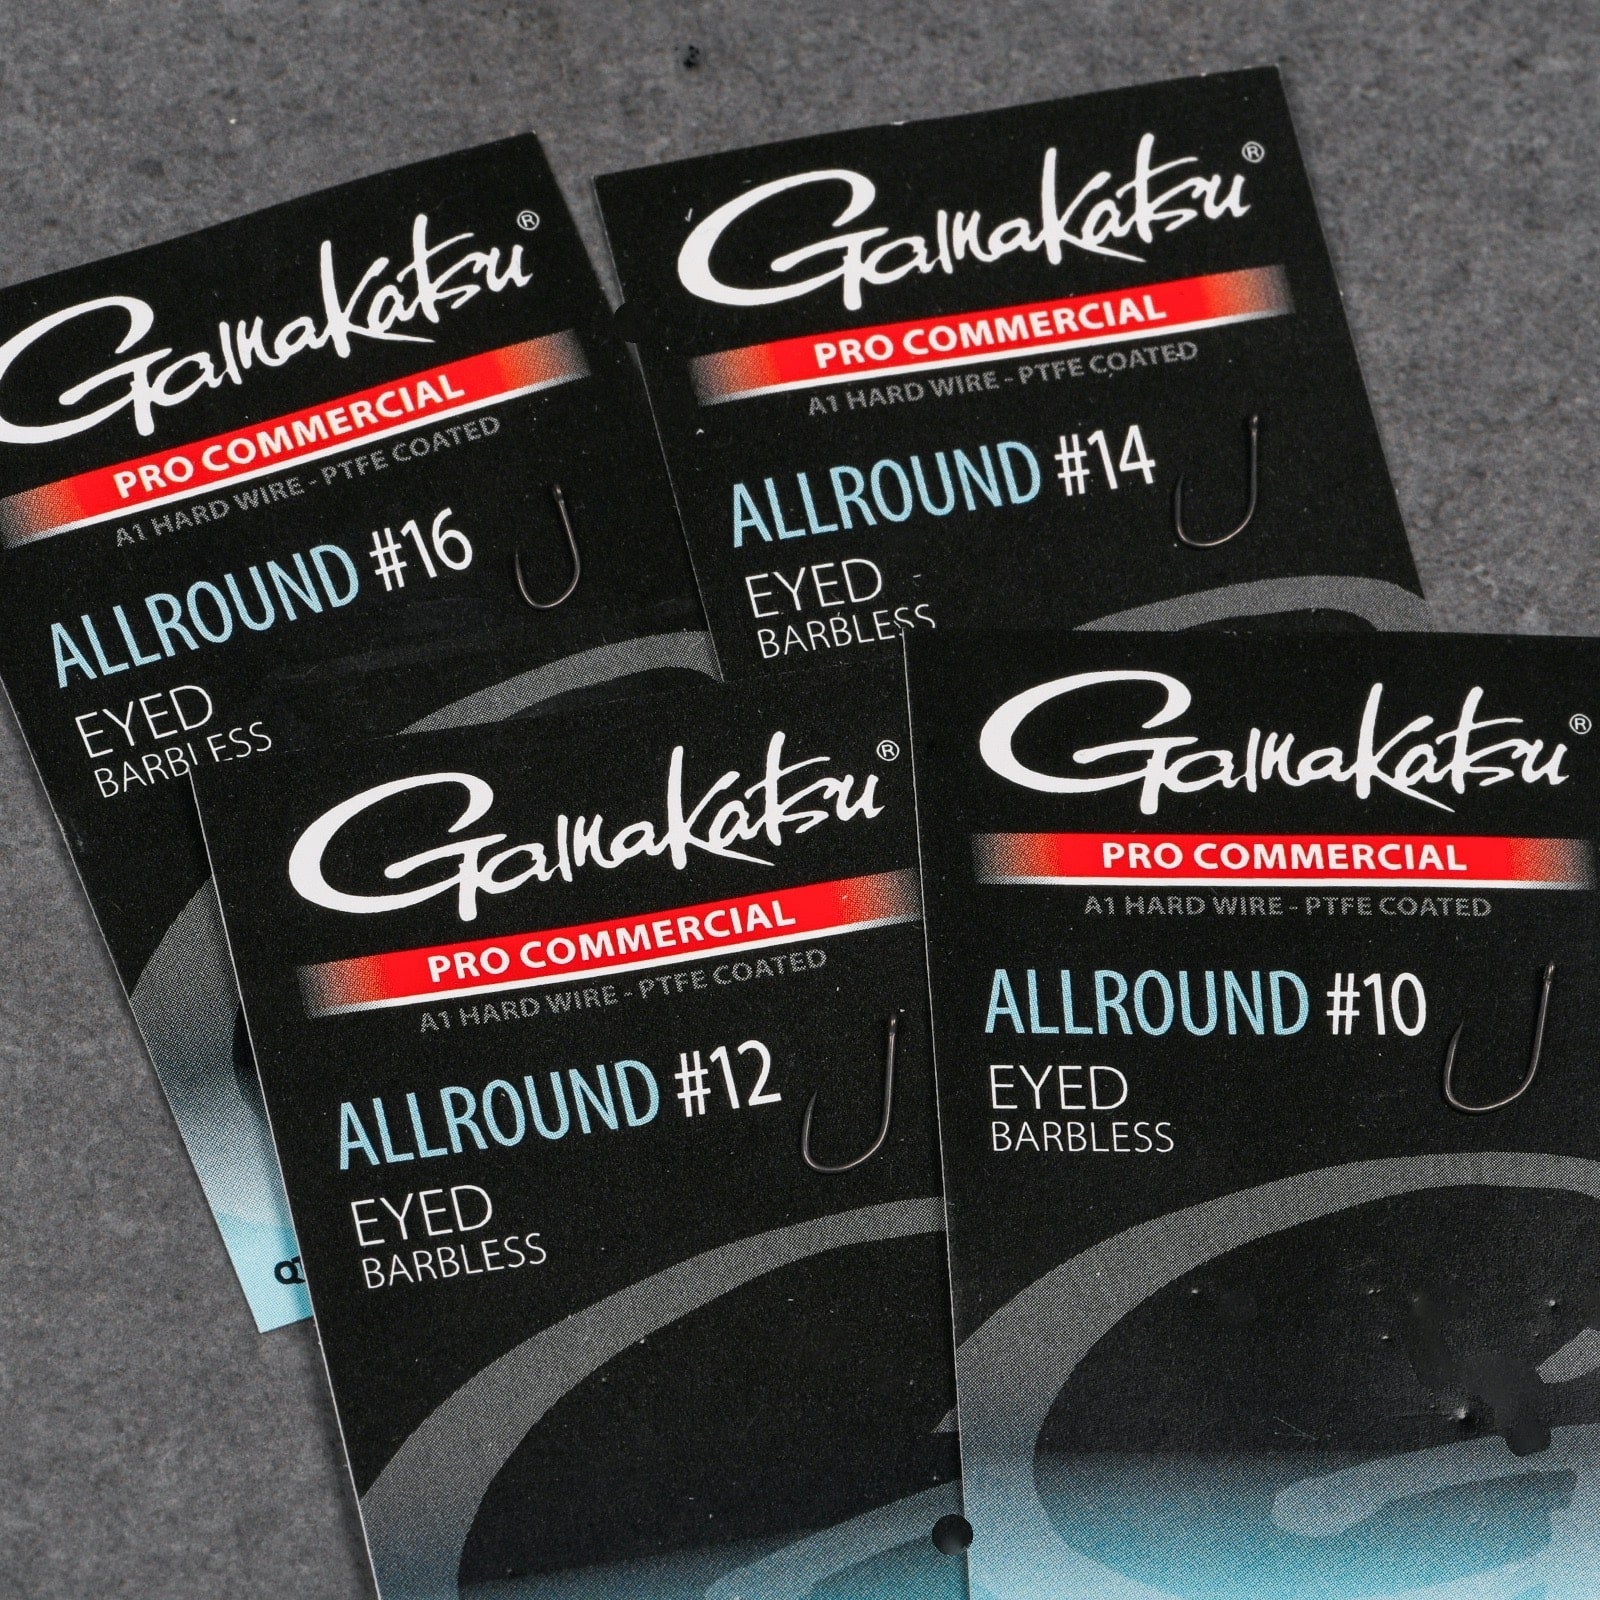 Gamakatsu®
PRO COMMERCIAL
A1 HARD WIRE - PTFE COATED
ALLROUND #16
EYED
BARBLESS
Gamakatsu®
PRO COMMERCIAL
A1 HARD WIRE - PTFE COATED
ALLROUND #14
EYED
BARBLESS
Gamakatsu®
PRO COMMERCIAL
A1 HARD WIRE - PTFE COATED
ALLROUND #12
EYED
BARBLESS
Gamakatsu®
PRO COMMERCIAL
A1 HARD WIRE - PTFE COATED
ALLROUND #10
EYED
BARBLESS